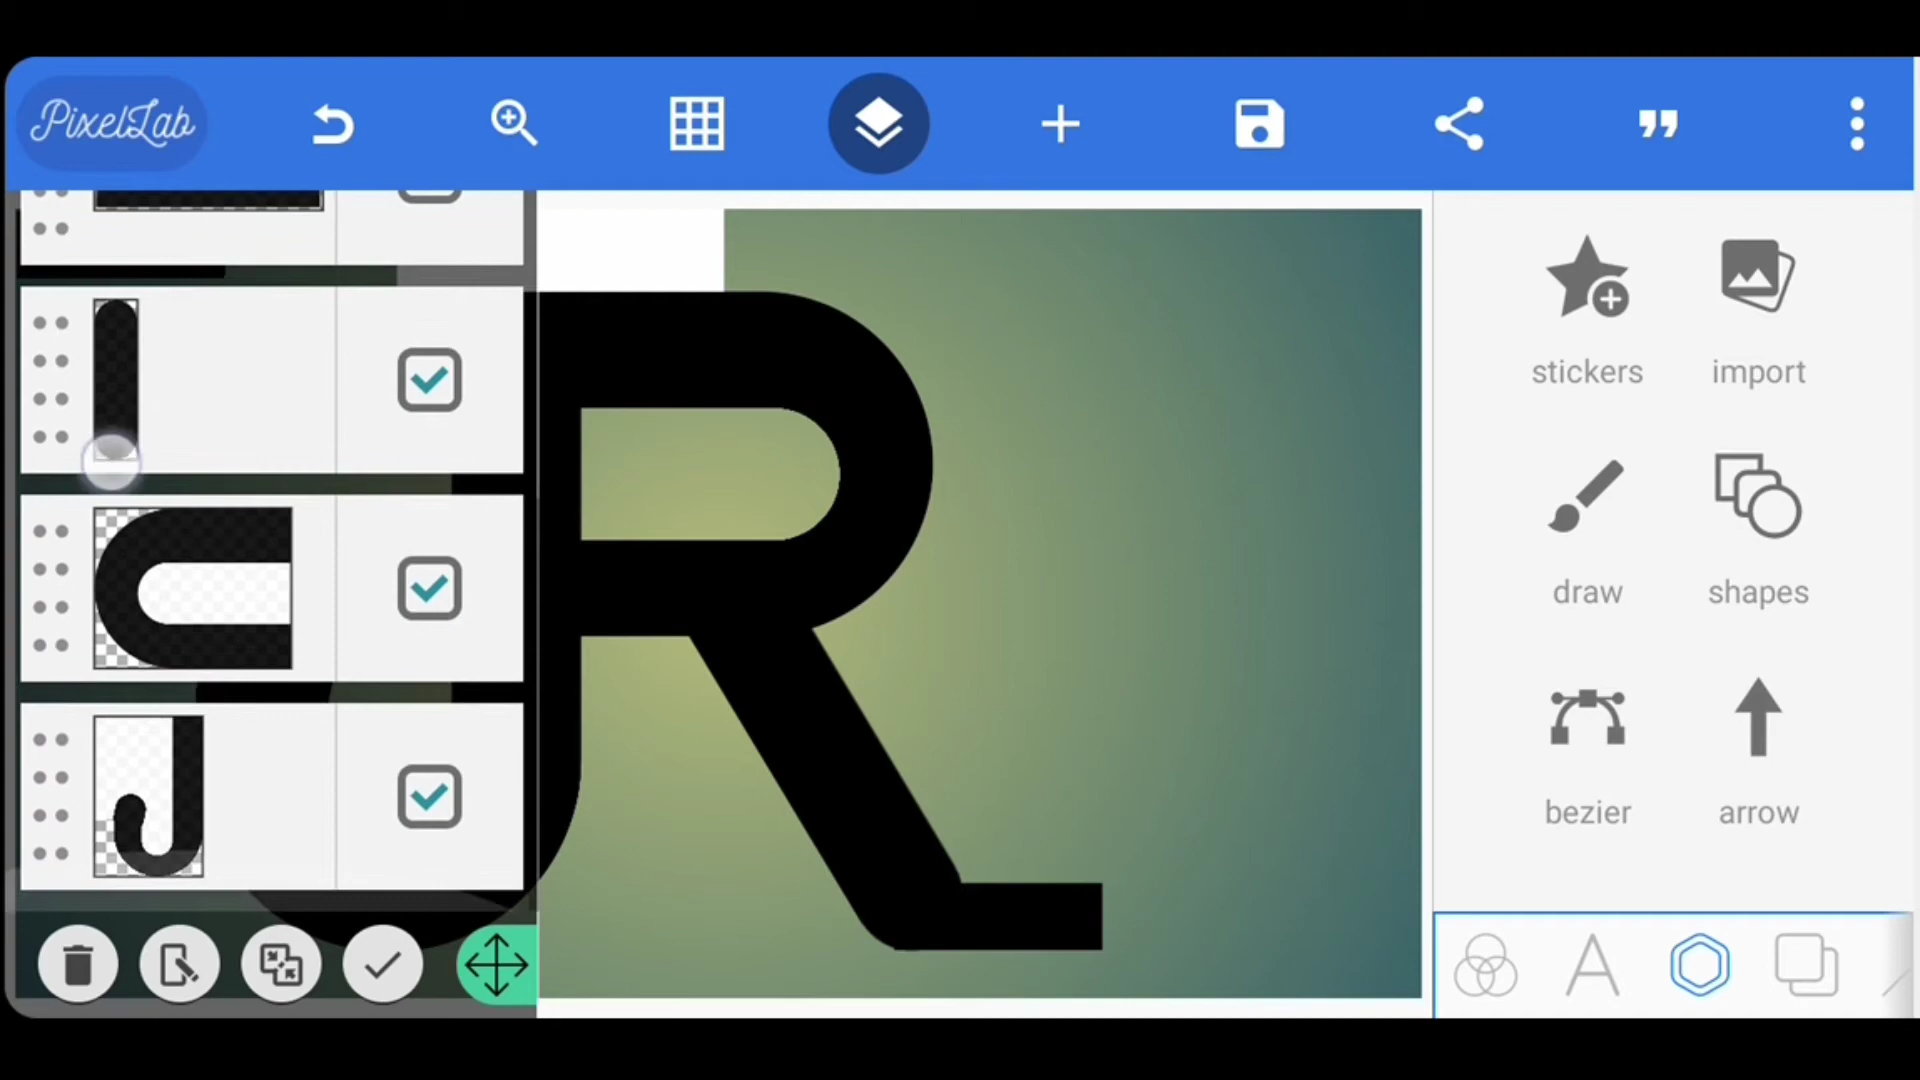 PixelLab
stickers
import
draw
shapes
bezier
arrow
R